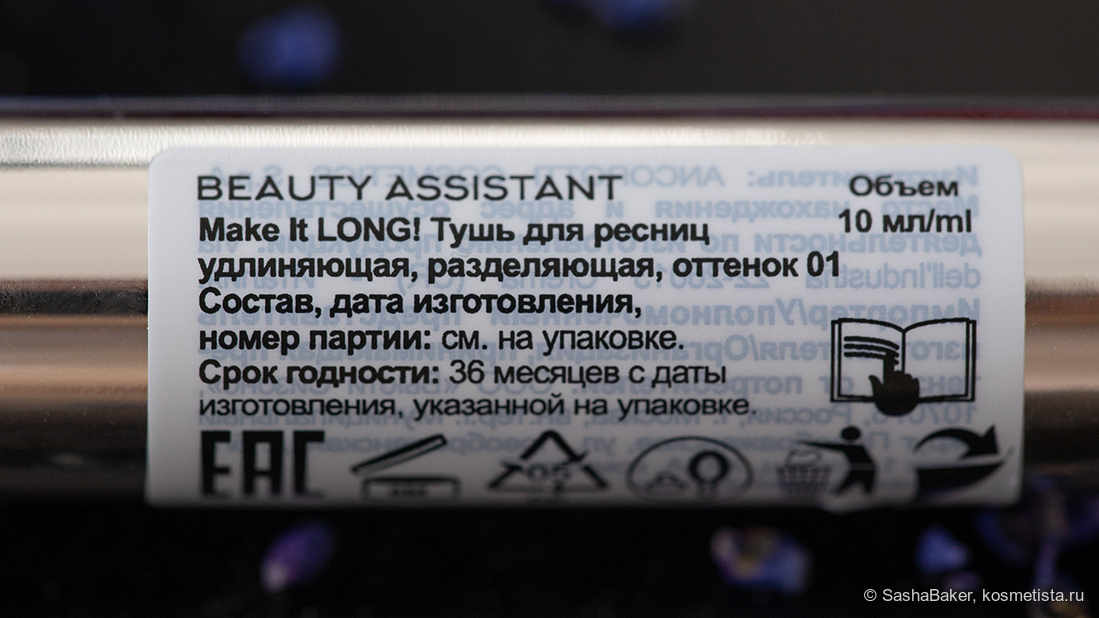 BEAUTY ASSISTANT
Объем
10 мл/ml
Make It LONG! Тушь для ресниц
удлиняющая, разделяющая, оттенок 01
Состав, дата изготовления,
номер партии: см. на упаковке.
Срок годности: 36 месяцев с даты
изготовления, указанной на упаковке.
EAC
© SashaBaker, kosmetista.ru